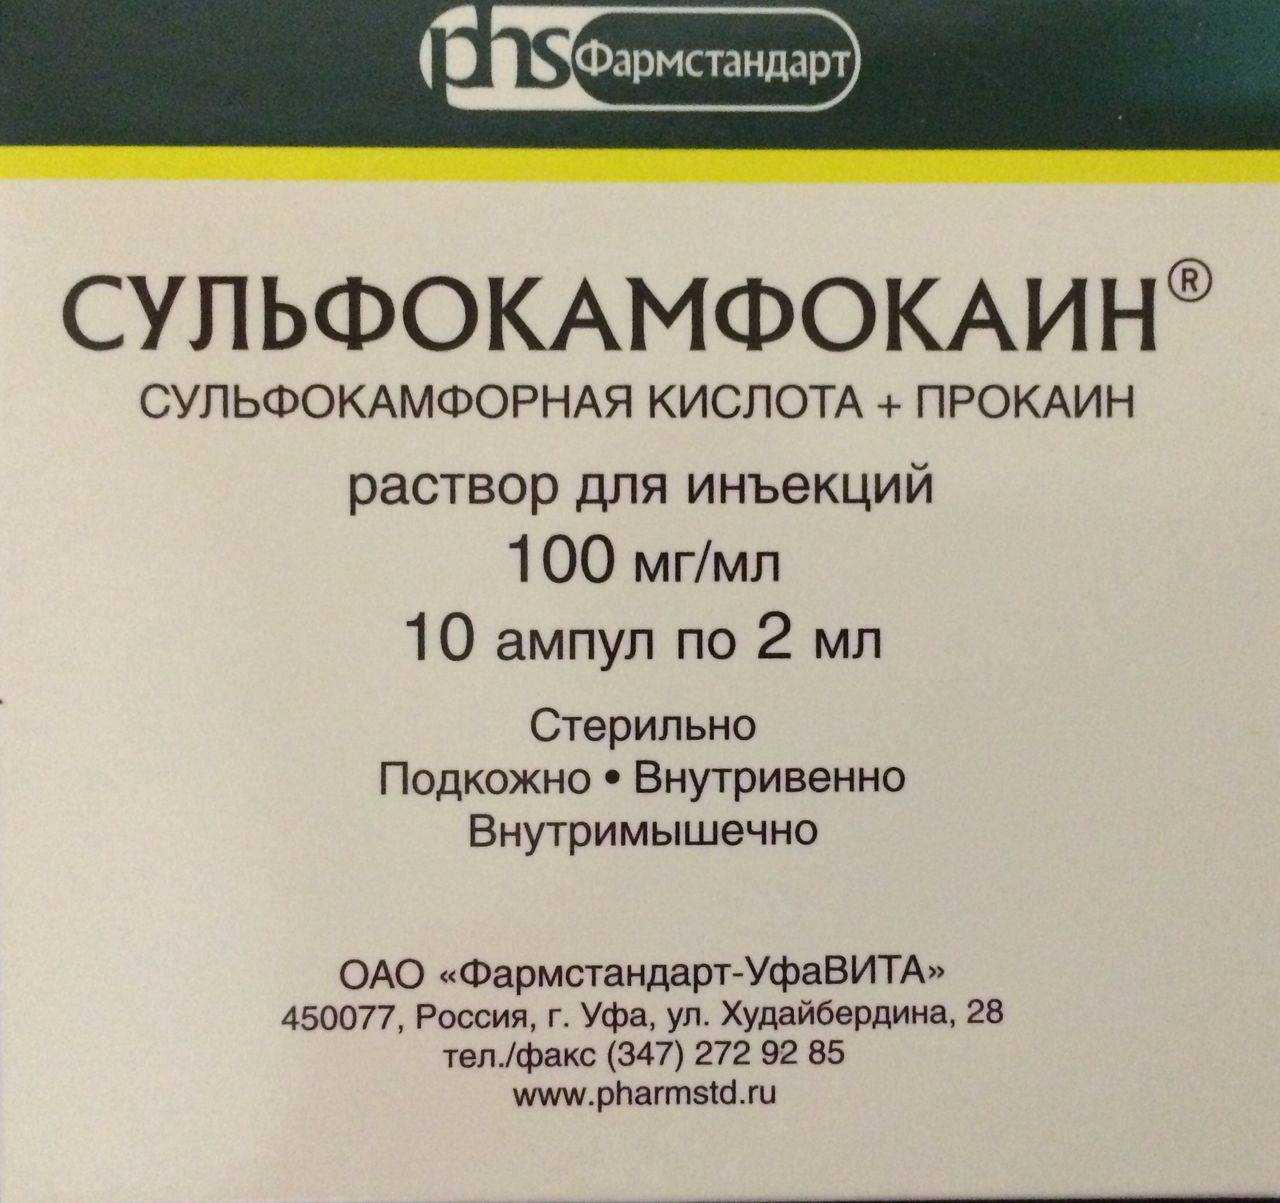 phs Фармстандарт
СУЛЬФОКАМФОКАИН®
СУЛЬФОКАМФОРНАЯ КИСЛОТА + ПРОКАИН
раствор для инъекций
100 мг/мл
10 ампул по 2 мл
Стерильно
Подкожно • Внутривенно
Внутримышечно
ОАО «Фармстандарт-УфаВИТА»
450077, Россия, г. Уфа, ул. Худайбердина, 28
тел./факс (347) 272 92 85
www.pharmstd.ru